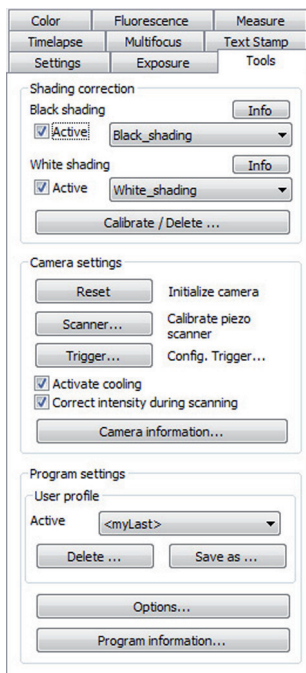 Color Fluorescence Measure
Timelapse Multifocus Text Stamp
Settings Exposure Tools
Shading correction
Black shading Info
Active Black_shading
White shading Info
Active White_shading
Calibrate / Delete ...
Camera settings
Reset Initialize camera
Scanner... Calibrate piezo
scanner
Trigger... Config. Trigger...
Activate cooling
Correct intensity during scanning
Camera information...
Program settings
User profile
Active <myLast>
Delete ... Save as ...
Options...
Program information...